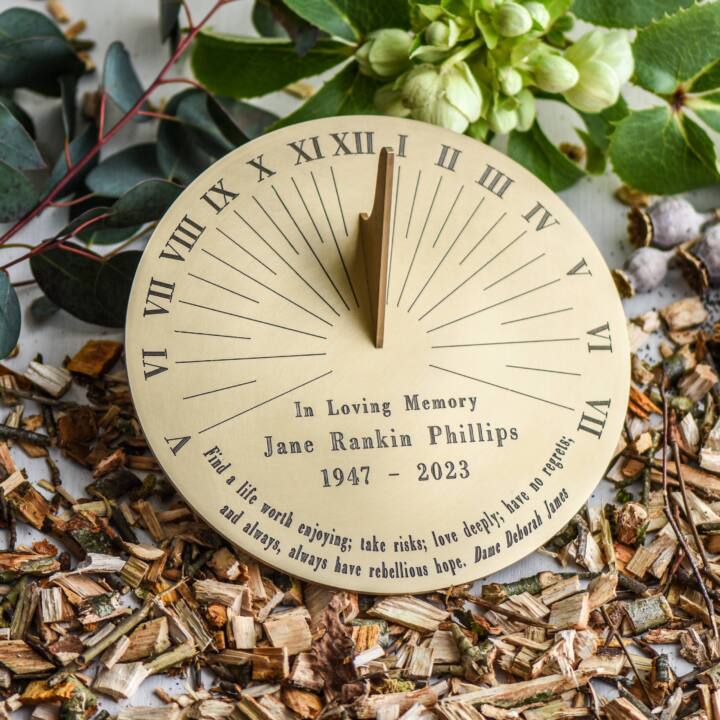 V VI VII VIII IX X XI XII I II III IV V VI VII
In Loving Memory
Jane Rankin Phillips
1947 – 2023
Find a life worth enjoying; take risks; love deeply; have no regrets;
and always, always have rebellious hope. Dame Deborah James